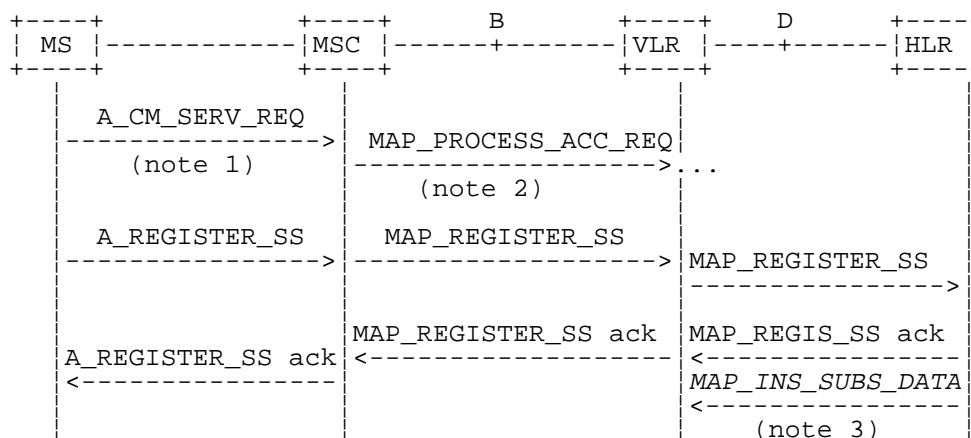 B D
MS MSC VLR HLR
A_CM_SERV_REQ
MAP_PROCESS_ACC_REQ
(note 1) ...
(note 2)
A_REGISTER_SS MAP_REGISTER_SS
MAP_REGISTER_SS
MAP_REGISTER_SS ack MAP_REGIS_SS ack
A_REGISTER_SS ack
MAP_INS_SUBS_DATA
(note 3)